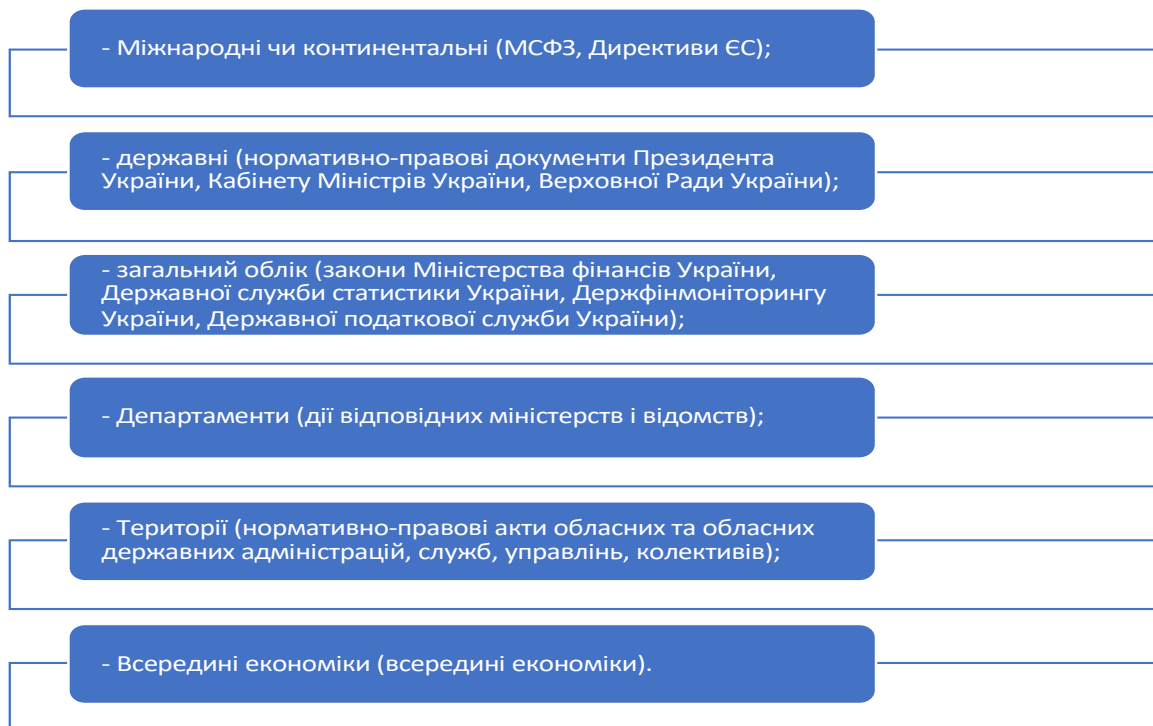 - Міжнародні чи континентальні (МСФЗ, Директиви ЄС);
- державні (нормативно-правові документи Президента
України, Кабінету Міністрів України, Верховної Ради України);
- загальний облік (закони Міністерства фінансів України,
Державної служби статистики України, Держфінмоніторингу
України, Державної податкової служби України);
- Департаменти (дії відповідних міністерств і відомств);
- Території (нормативно-правові акти обласних та обласних
державних адміністрацій, служб, управлінь, колективів);
- Всередині економіки (всередині економіки).